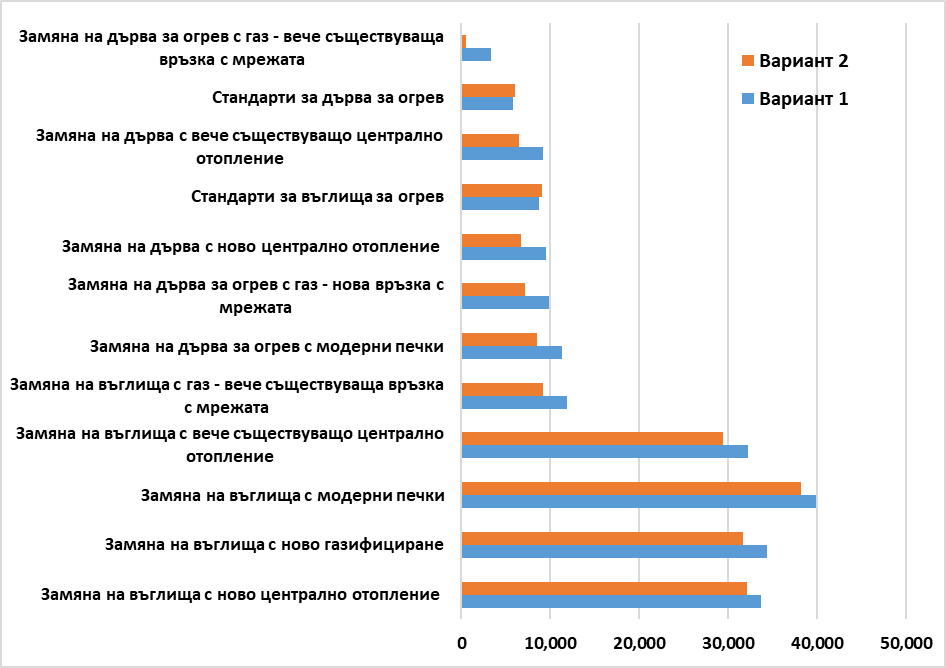 Замяна на дърва за огрев с газ - вече съществуваща
връзка с мрежата
Стандарти за дърва за огрев
Замяна на дърва с вече съществуващо централно
отопление
Стандарти за въглища за огрев
Замяна на дърва с ново централно отопление
Замяна на дърва за огрев с газ - нова връзка с
мрежата
Замяна на дърва за огрев с модерни печки
Замяна на въглища с газ - вече съществуваща връзка
с мрежата
Замяна на въглища с вече съществуващо централно
отопление
Замяна на въглища с модерни печки
Замяна на въглища с ново газифициране
Замяна на въглища с ново централно отопление
Вариант 2
Вариант 1
0 10,000 20,000 30,000 40,000 50,000